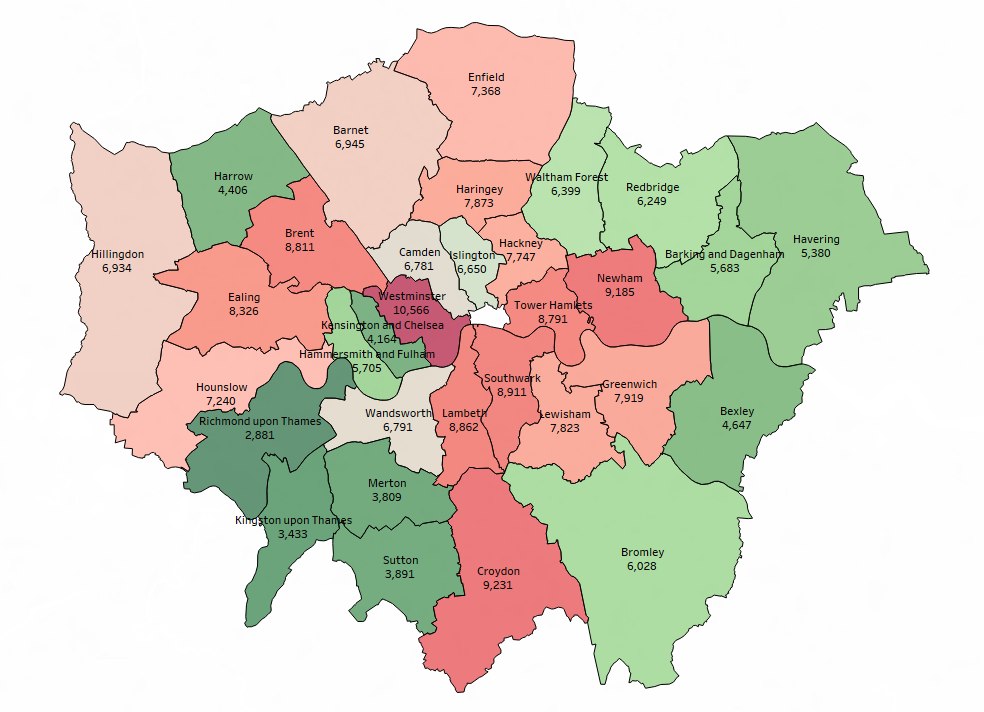 Enfield
7,368
Barnet
6,945
Harrow
4,406
Haringey
7,873
Waltham Forest
6,399
Redbridge
6,249
Brent
8,811
Hillingdon
6,934
Camden
6,781
Islington
6,650
Hackney
7,747
Barking and Dagenham
5,683
Havering
5,380
Newham
9,185
Ealing
8,326
Westminster
10,566
Tower Hamlets
8,791
Kensington and Chelsea
4,164
Hammersmith and Fulham
5,705
Hounslow
7,240
Southwark
8,911
Greenwich
7,919
Richmond upon Thames
2,881
Wandsworth
6,791
Lambeth
8,862
Lewisham
7,823
Bexley
4,647
Merton
3,809
Kingston upon Thames
3,433
Sutton
3,891
Croydon
9,231
Bromley
6,028